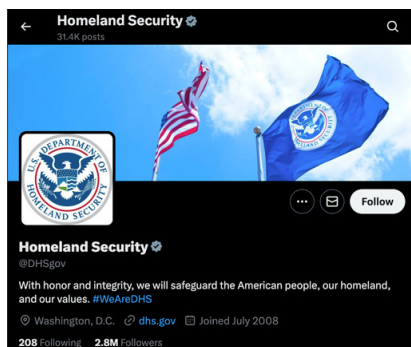 Homeland Security
31.4K posts
U.S. DEPARTMENT OF
HOMELAND SECURITY
Follow
Homeland Security
@DHSgov
With honor and integrity, we will safeguard the American people, our homeland,
and our values. #WeAreDHS
Washington, D.C. dhs.gov Joined July 2008
208 Following 2.8M Followers